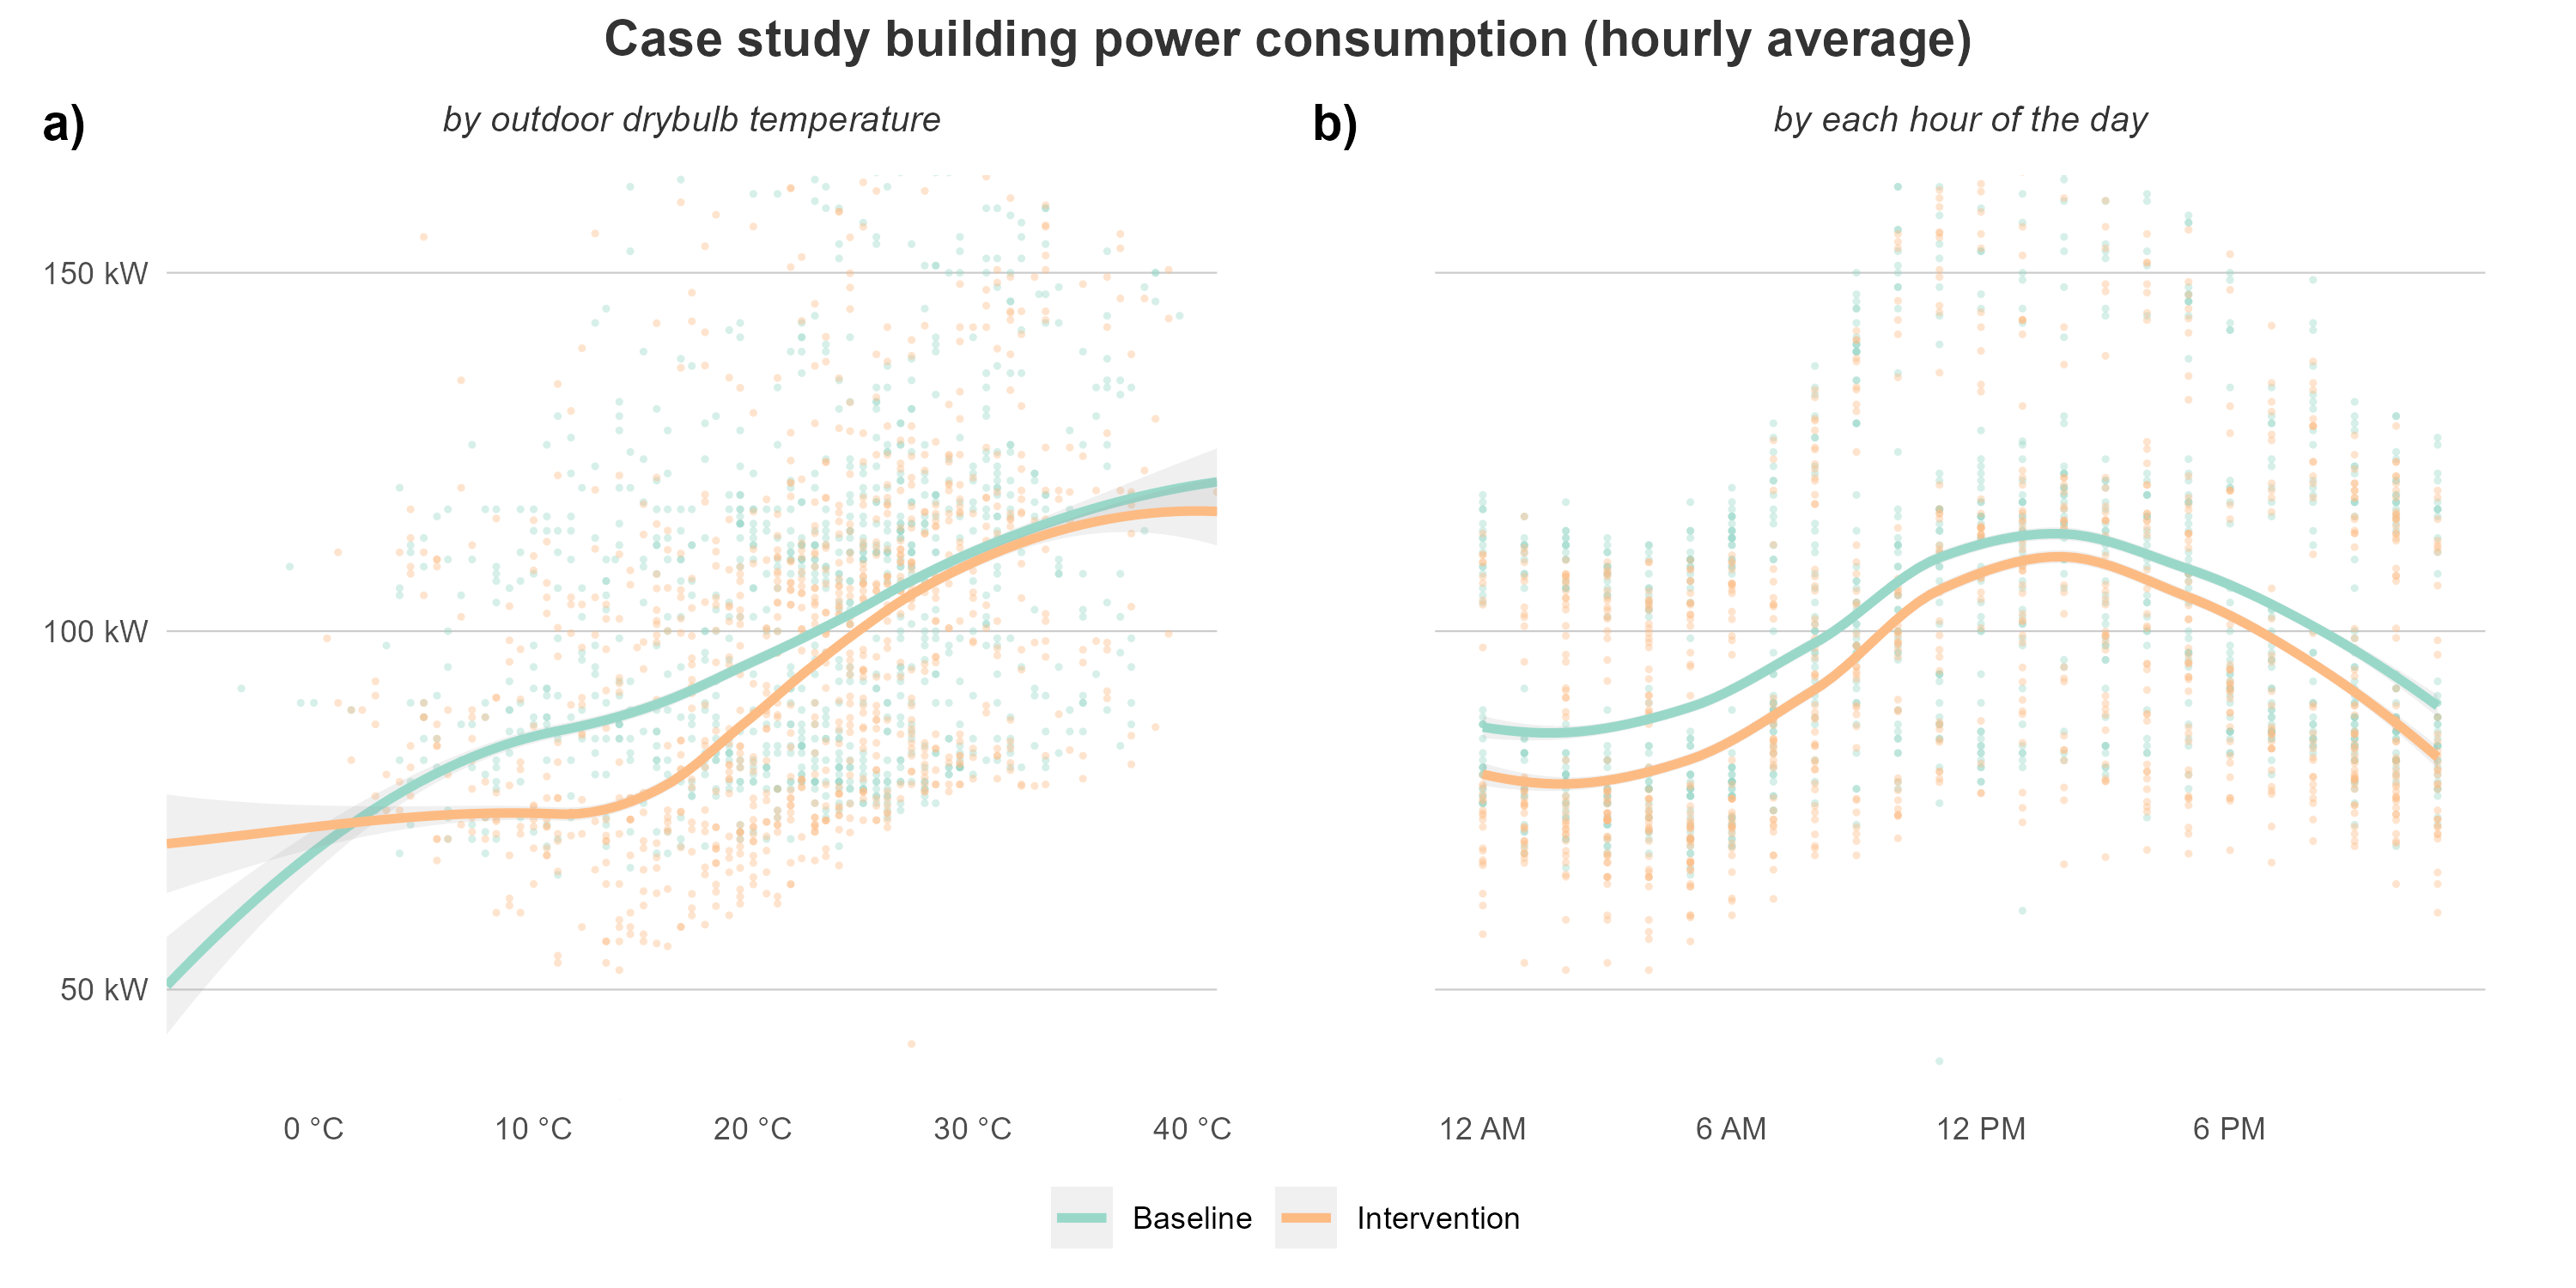 Case study building power consumption (hourly average)
a)
by outdoor drybulb temperature
b)
by each hour of the day
150 kW
100 kW
50 kW
0 °C 10 °C 20 °C 30 °C 40 °C
12 AM 6 AM 12 PM 6 PM
Baseline Intervention